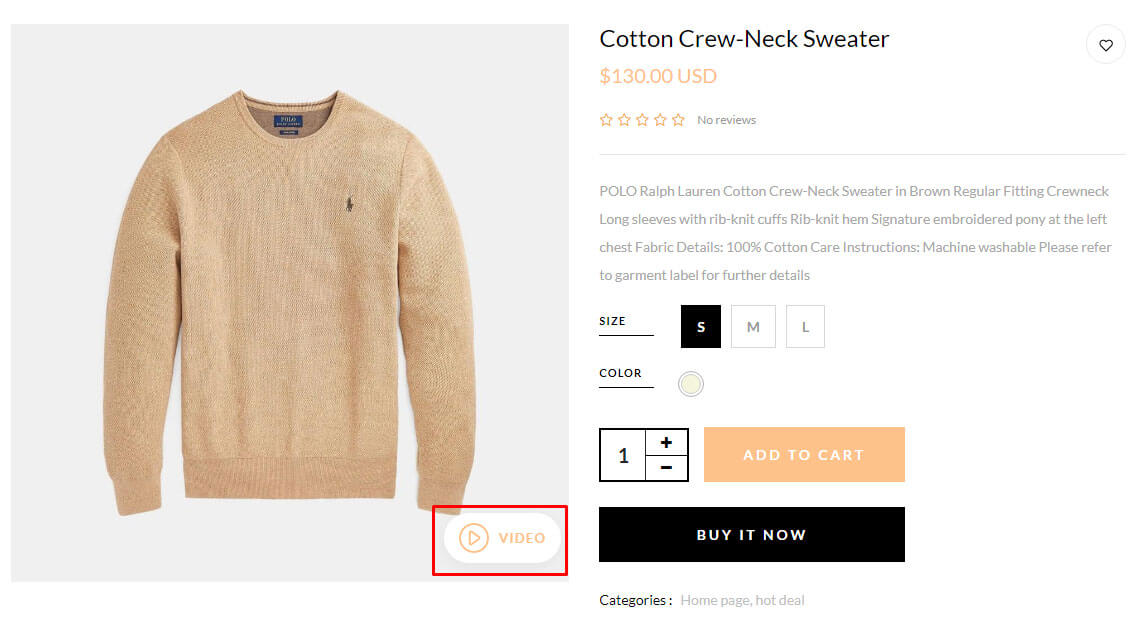 Cotton Crew-Neck Sweater
$130.00 USD
No reviews
POLO Ralph Lauren Cotton Crew-Neck Sweater in Brown Regular Fitting Crewneck
Long sleeves with rib-knit cuffs Rib-knit hem Signature embroidered pony at the left
chest Fabric Details: 100% Cotton Care Instructions: Machine washable Please refer
to garment label for further details
SIZE S M L
COLOR
1 + −
ADD TO CART
BUY IT NOW
Categories : Home page, hot deal
POLO
VIDEO